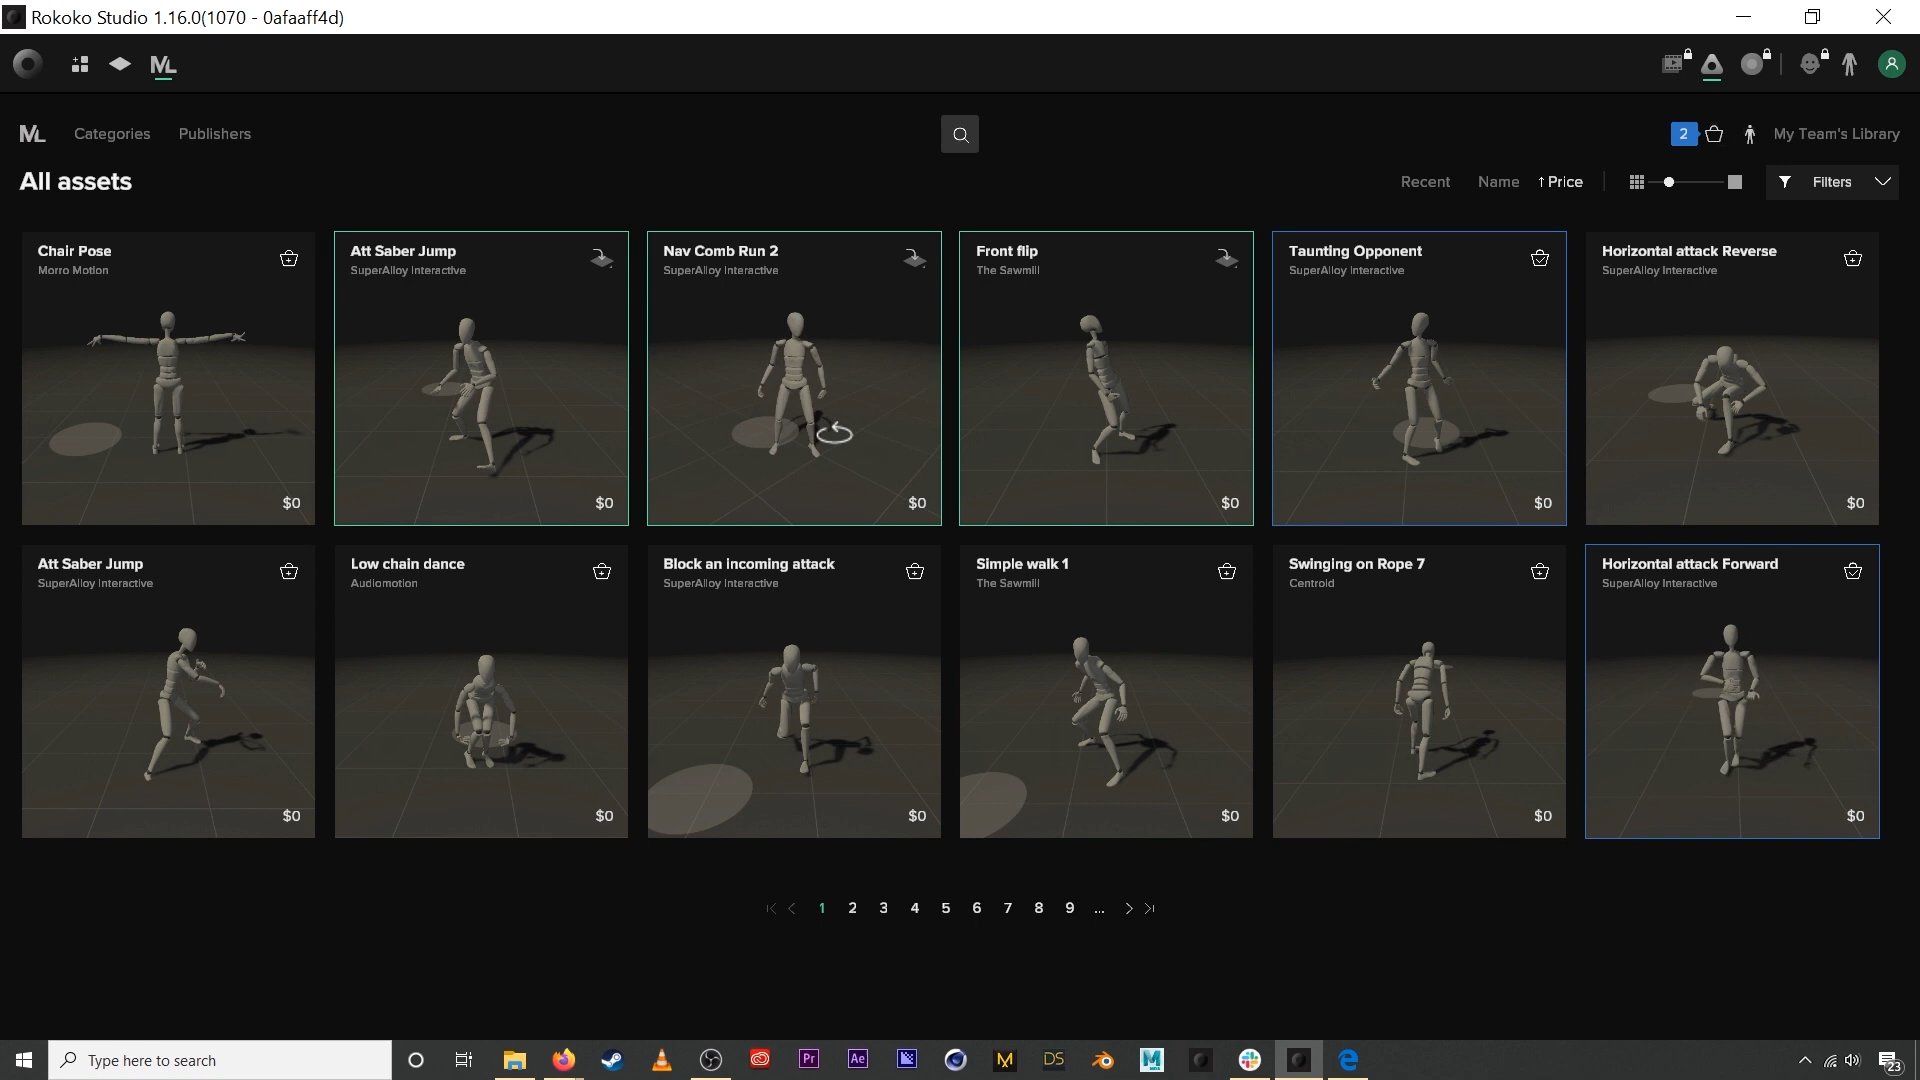 Rokoko Studio 1.16.0(1070 - 0afaaff4d)
ML
ML Categories Publishers
2 My Team's Library
All assets
Recent Name ↑Price Filters
Chair Pose
Morro Motion
$0
Att Saber Jump
SuperAlloy Interactive
$0
Nav Comb Run 2
SuperAlloy Interactive
$0
Front flip
The Sawmill
$0
Taunting Opponent
SuperAlloy Interactive
$0
Horizontal attack Reverse
SuperAlloy Interactive
$0
Att Saber Jump
SuperAlloy Interactive
$0
Low chain dance
Audiomotion
$0
Block an incoming attack
SuperAlloy Interactive
$0
Simple walk 1
The Sawmill
$0
Swinging on Rope 7
Centroid
$0
Horizontal attack Forward
SuperAlloy Interactive
$0
1 2 3 4 5 6 7 8 9 ...
Type here to search
Pr Ae M DS M
23